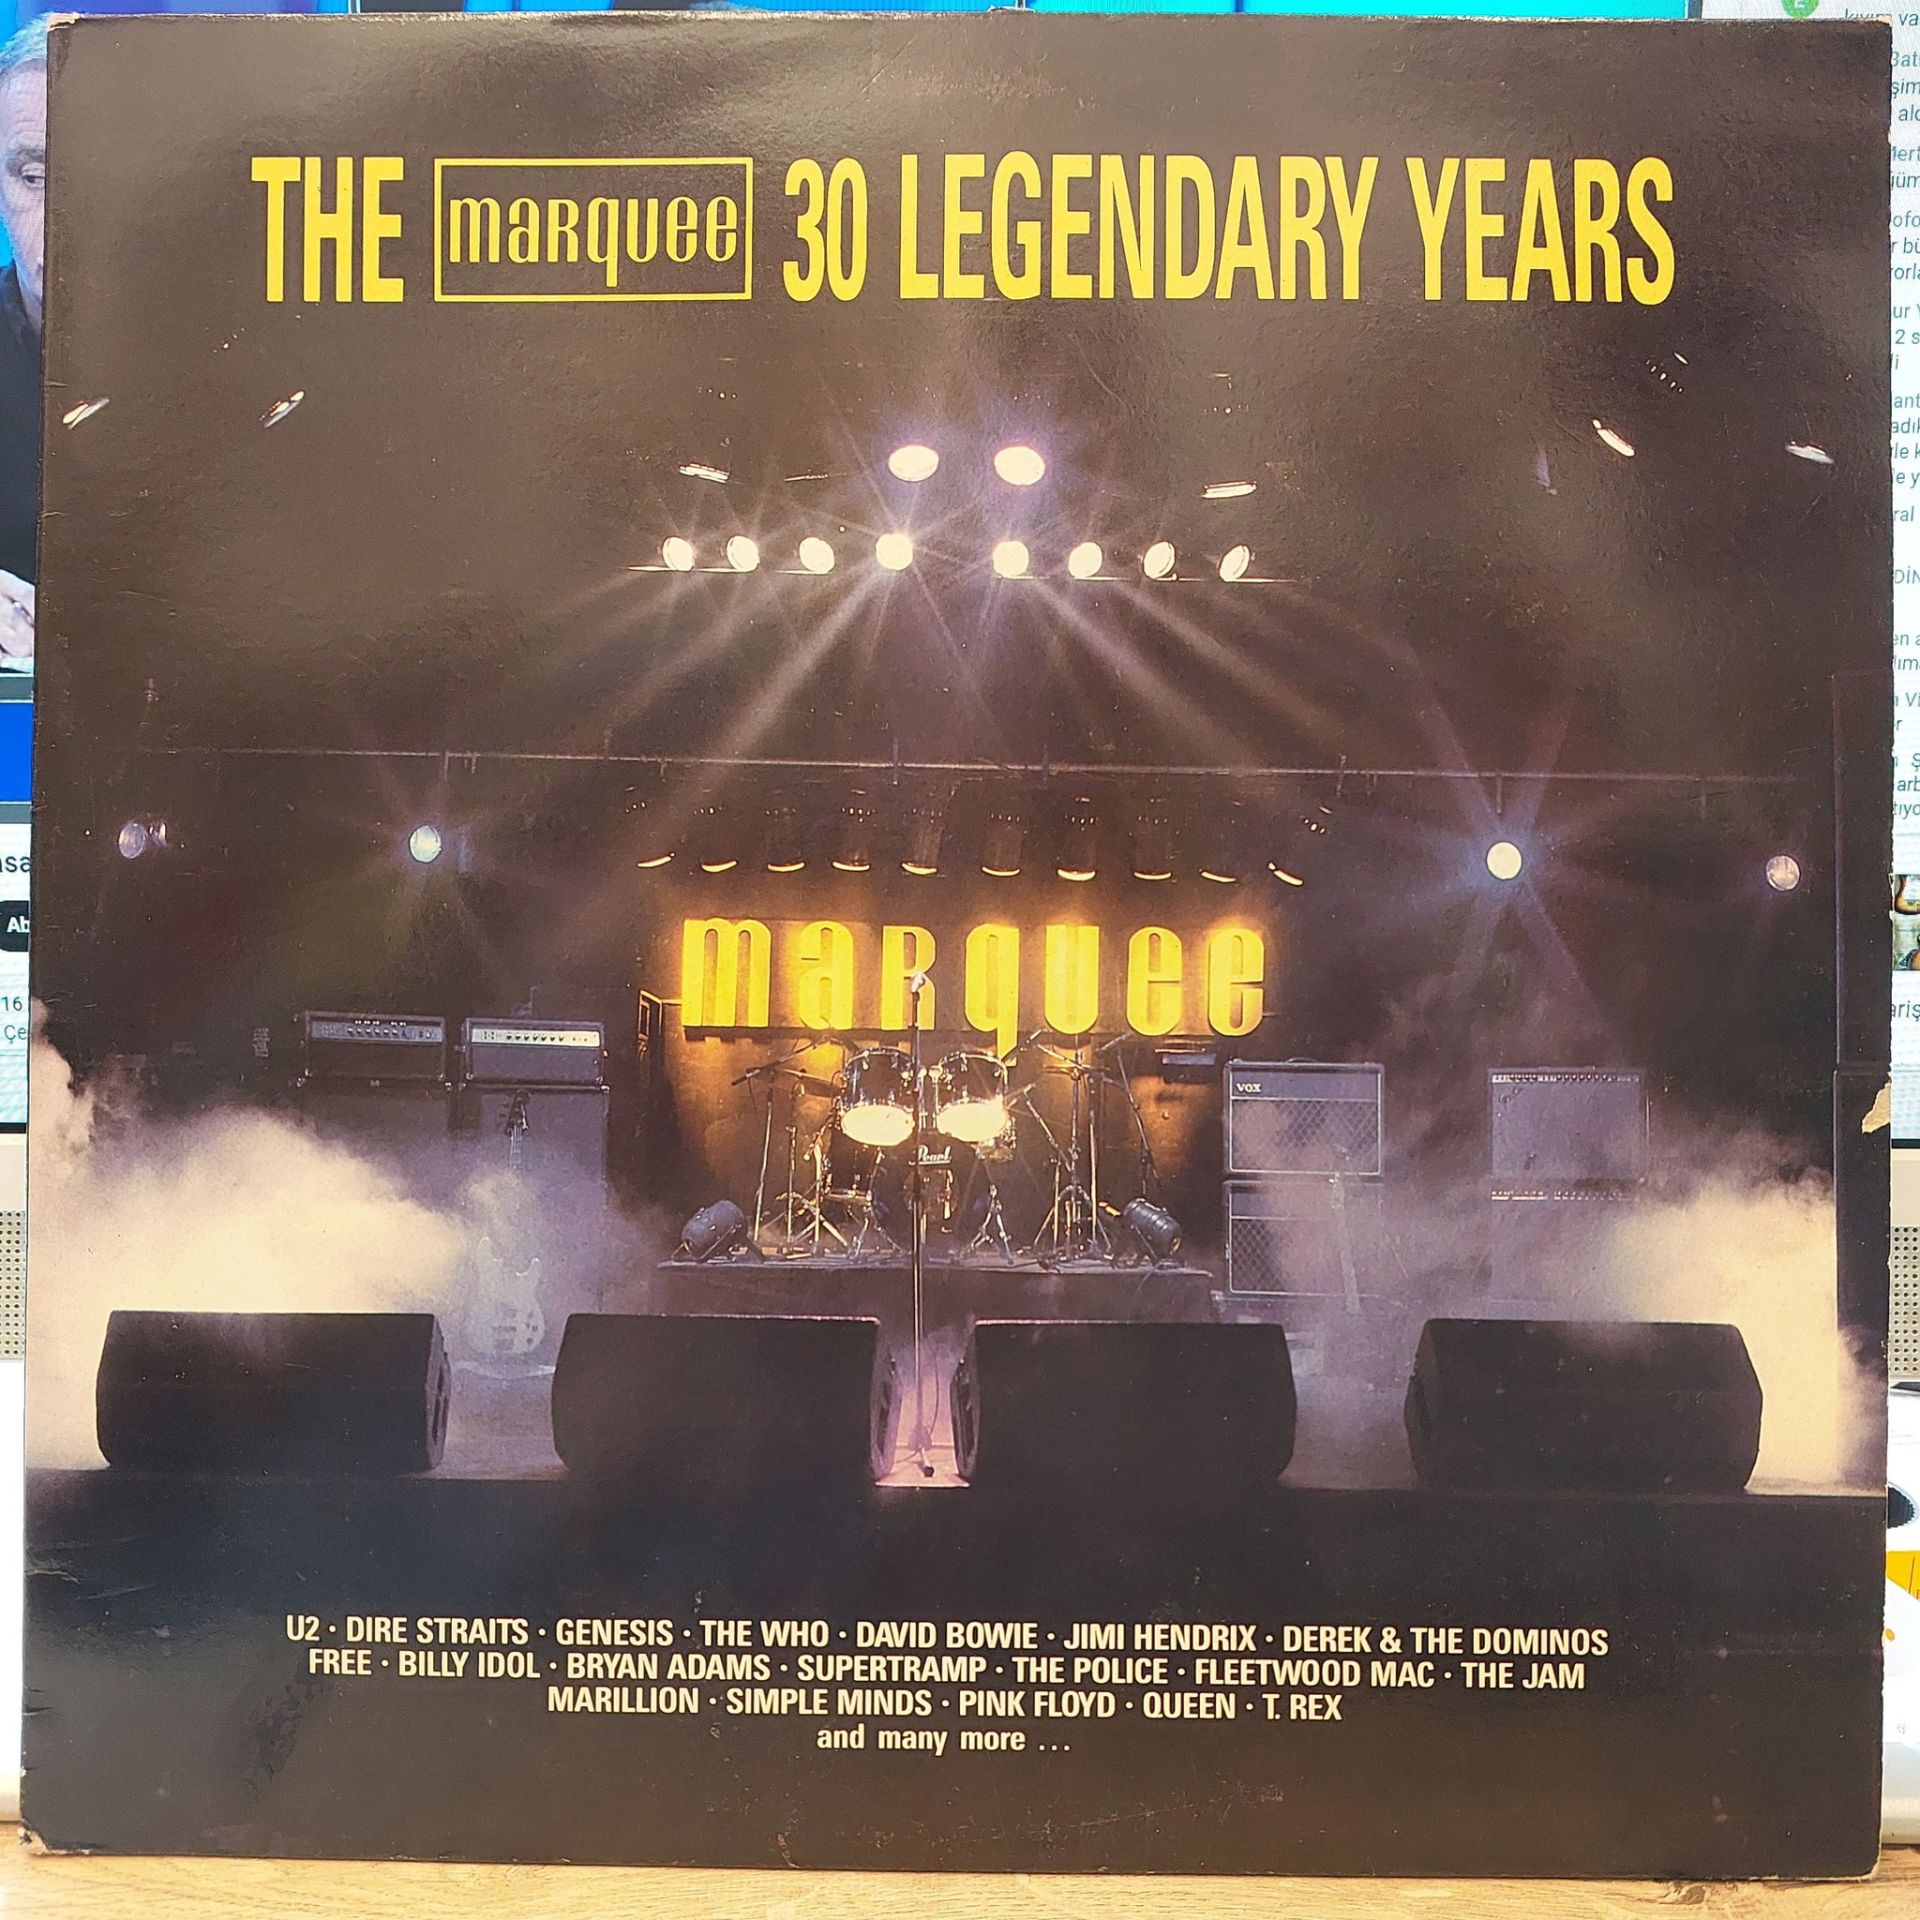 THE marquee 30 LEGENDARY YEARS
marquee
VOX
Pearl
U2 · DIRE STRAITS · GENESIS · THE WHO · DAVID BOWIE · JIMI HENDRIX · DEREK & THE DOMINOS
FREE · BILLY IDOL · BRYAN ADAMS · SUPERTRAMP · THE POLICE · FLEETWOOD MAC · THE JAM
MARILLION · SIMPLE MINDS · PINK FLOYD · QUEEN · T. REX
and many more ...
16